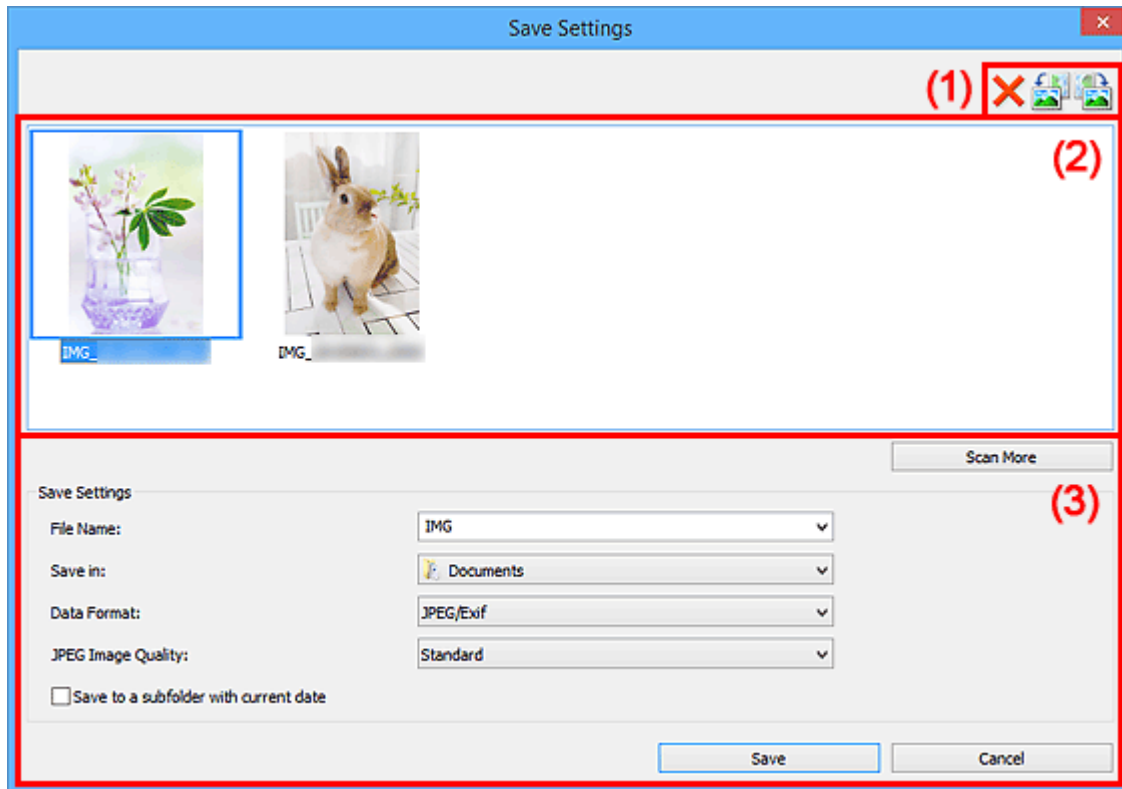 Save Settings
(1)
(2)
IMG_
IMG_
Scan More
(3)
Save Settings
File Name: IMG
Save in: Documents
Data Format: JPEG/Exif
JPEG Image Quality: Standard
Save to a subfolder with current date
Save Cancel